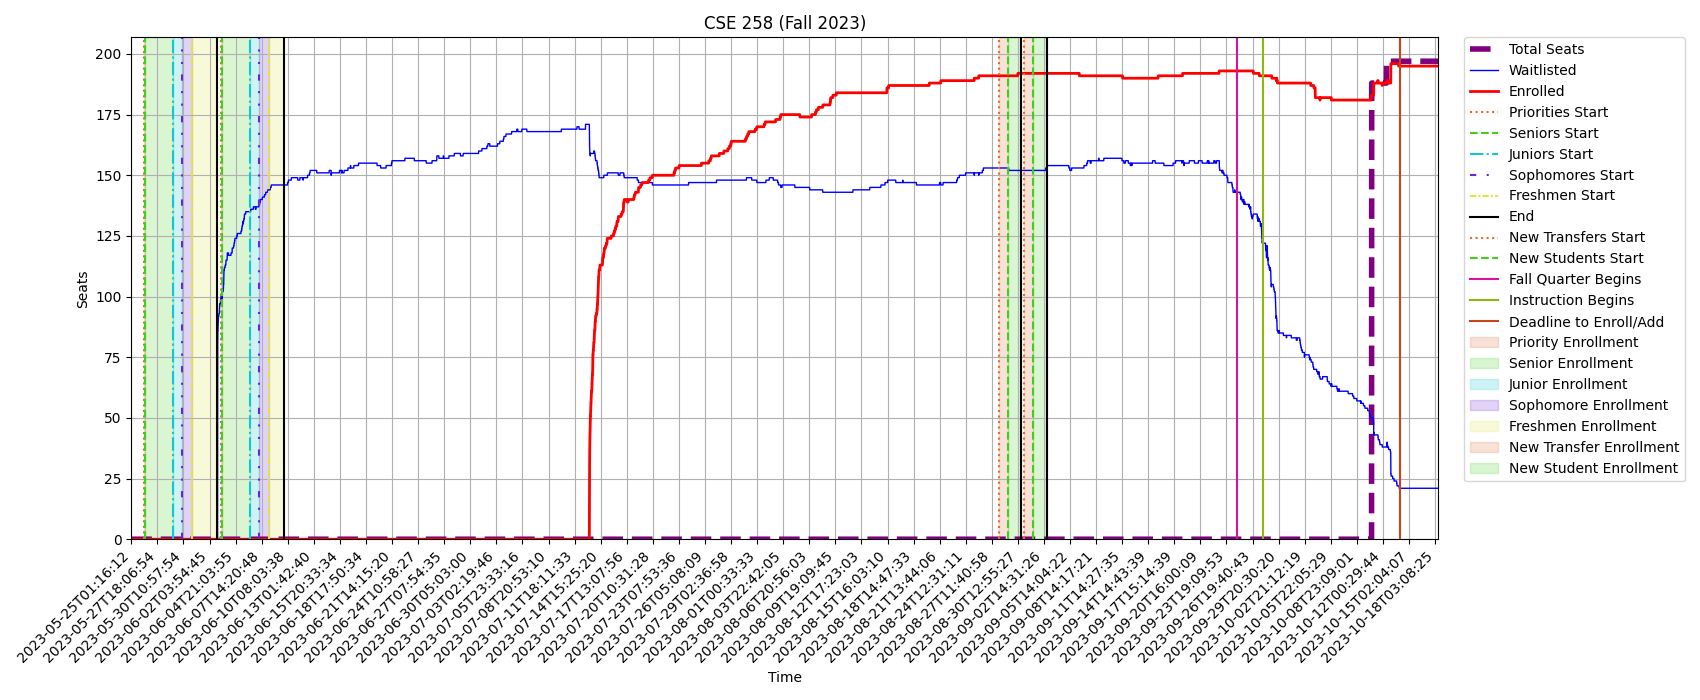 CSE 258 (Fall 2023)
Seats
200
175
150
125
100
75
50
25
0
2023-05-25T01:16:12
2023-05-27T18:06:54
2023-05-30T10:57:54
2023-06-02T03:54:45
2023-06-04T21:03:55
2023-06-07T14:20:48
2023-06-10T08:03:38
2023-06-13T01:42:40
2023-06-15T20:33:34
2023-06-18T17:50:34
2023-06-21T14:15:20
2023-06-24T10:58:27
2023-06-27T07:54:35
2023-06-30T05:03:00
2023-07-03T02:19:46
2023-07-05T23:33:16
2023-07-08T20:53:10
2023-07-11T18:11:33
2023-07-14T15:25:20
2023-07-17T13:07:56
2023-07-20T10:31:28
2023-07-23T07:53:36
2023-07-26T05:08:09
2023-07-29T02:36:58
2023-08-01T00:33:33
2023-08-03T22:42:05
2023-08-06T20:56:03
2023-08-09T19:09:45
2023-08-12T17:23:03
2023-08-15T16:03:10
2023-08-18T14:47:33
2023-08-21T13:44:06
2023-08-24T12:31:11
2023-08-27T11:40:58
2023-08-30T12:55:27
2023-09-02T14:31:26
2023-09-05T14:04:22
2023-09-08T14:17:21
2023-09-11T14:27:35
2023-09-14T14:43:39
2023-09-17T15:14:39
2023-09-20T16:00:09
2023-09-23T19:09:53
2023-09-26T19:40:43
2023-09-29T20:30:20
2023-10-02T21:12:19
2023-10-05T22:05:29
2023-10-08T23:09:01
2023-10-12T00:29:44
2023-10-15T02:04:07
2023-10-18T03:08:25
Time
Total Seats
Waitlisted
Enrolled
Priorities Start
Seniors Start
Juniors Start
Sophomores Start
Freshmen Start
End
New Transfers Start
New Students Start
Fall Quarter Begins
Instruction Begins
Deadline to Enroll/Add
Priority Enrollment
Senior Enrollment
Junior Enrollment
Sophomore Enrollment
Freshmen Enrollment
New Transfer Enrollment
New Student Enrollment